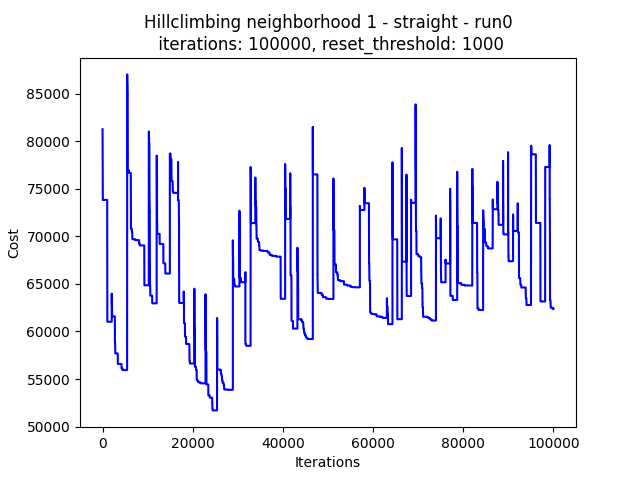 Hillclimbing neighborhood 1 - straight - run0
iterations: 100000, reset_threshold: 1000
85000
80000
75000
70000
65000
60000
55000
50000
Cost
0 20000 40000 60000 80000 100000
Iterations